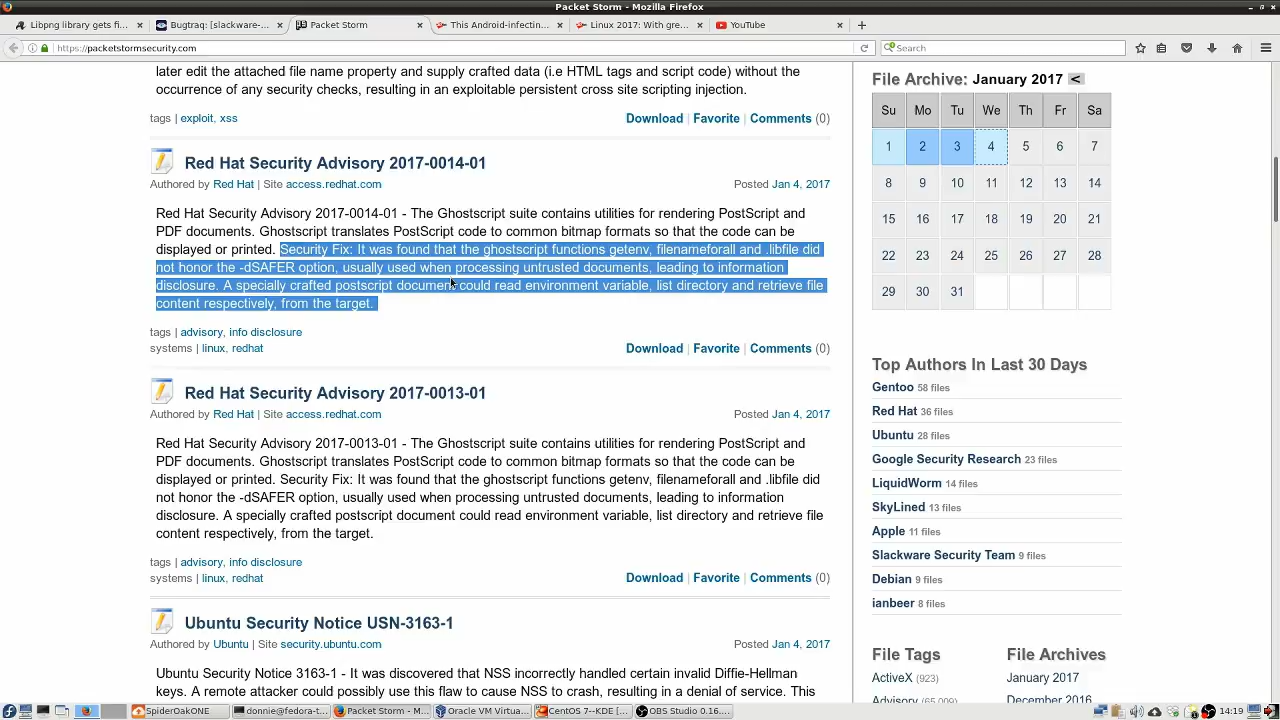 Packet Storm - Mozilla Firefox
Libpng library gets fi...
Bugtraq: [slackware-...
Packet Storm
This Android-infectin...
Linux 2017: With gre...
YouTube
https://packetstormsecurity.com
Search
later edit the attached file name property and supply crafted data (i.e HTML tags and script code) without the
occurrence of any security checks, resulting in an exploitable persistent cross site scripting injection.
tags | exploit, xss
Download | Favorite | Comments (0)
Red Hat Security Advisory 2017-0014-01
Authored by Red Hat | Site access.redhat.com
Posted Jan 4, 2017
Red Hat Security Advisory 2017-0014-01 - The Ghostscript suite contains utilities for rendering PostScript and
PDF documents. Ghostscript translates PostScript code to common bitmap formats so that the code can be
displayed or printed. Security Fix: It was found that the ghostscript functions getenv, filenameforall and .libfile did
not honor the -dSAFER option, usually used when processing untrusted documents, leading to information
disclosure. A specially crafted postscript document could read environment variable, list directory and retrieve file
content respectively, from the target.
tags | advisory, info disclosure
systems | linux, redhat
Download | Favorite | Comments (0)
Red Hat Security Advisory 2017-0013-01
Authored by Red Hat | Site access.redhat.com
Posted Jan 4, 2017
Red Hat Security Advisory 2017-0013-01 - The Ghostscript suite contains utilities for rendering PostScript and
PDF documents. Ghostscript translates PostScript code to common bitmap formats so that the code can be
displayed or printed. Security Fix: It was found that the ghostscript functions getenv, filenameforall and .libfile did
not honor the -dSAFER option, usually used when processing untrusted documents, leading to information
disclosure. A specially crafted postscript document could read environment variable, list directory and retrieve file
content respectively, from the target.
tags | advisory, info disclosure
systems | linux, redhat
Download | Favorite | Comments (0)
Ubuntu Security Notice USN-3163-1
Authored by Ubuntu | Site security.ubuntu.com
Posted Jan 4, 2017
Ubuntu Security Notice 3163-1 - It was discovered that NSS incorrectly handled certain invalid Diffie-Hellman
keys. A remote attacker could possibly use this flaw to cause NSS to crash, resulting in a denial of service. This
File Archive: January 2017 <
Su Mo Tu We Th Fr Sa
1 2 3 4 5 6 7
8 9 10 11 12 13 14
15 16 17 18 19 20 21
22 23 24 25 26 27 28
29 30 31
Top Authors In Last 30 Days
Gentoo 58 files
Red Hat 36 files
Ubuntu 28 files
Google Security Research 23 files
LiquidWorm 14 files
SkyLined 13 files
Apple 11 files
Slackware Security Team 9 files
Debian 9 files
ianbeer 8 files
File Tags
ActiveX (923)
Advisory (65,009)
File Archives
January 2017
December 2016
SpiderOakONE
donnie@fedora-t...
Packet Storm - M...
Oracle VM Virtua...
CentOS 7--KDE [...
OBS Studio 0.16....
14:19